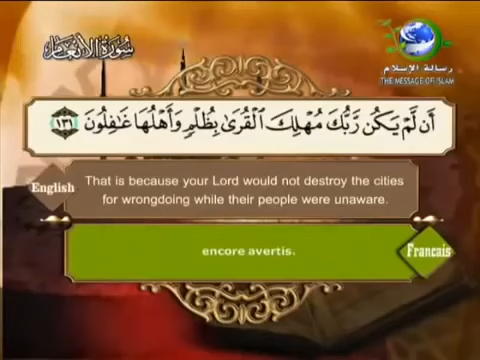 سورة الأنعام
رسالة الإسلام
THE MESSAGE OF ISLAM
أَن لَّمْ يَكُن رَّبُّكَ مُهْلِكَ ٱلْقُرَىٰ بِظُلْمٍ وَأَهْلُهَا غَٰفِلُونَ ١٣١
English
That is because your Lord would not destroy the cities
for wrongdoing while their people were unaware.
encore avertis.
Francais